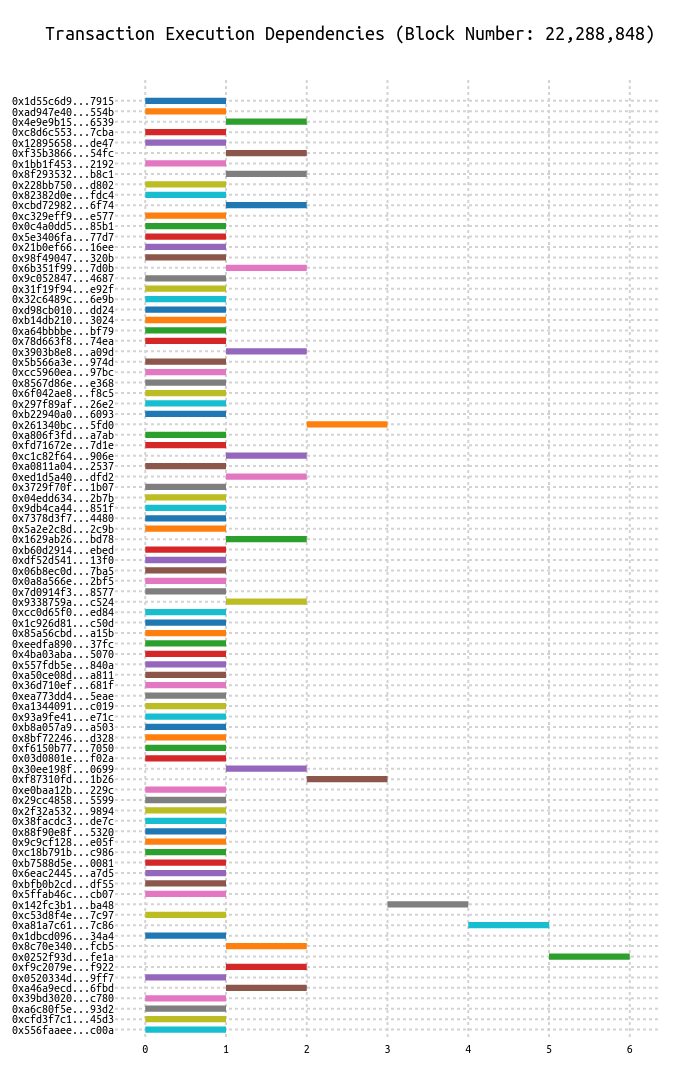 Transaction Execution Dependencies (Block Number: 22,288,848)
0x1d55c6d9...7915
0xad947e40...554b
0x4e9e9b15...6539
0xc8d6c553...7cba
0x12895658...de47
0xf35b3866...54fc
0x1bb1f453...2192
0x8f293532...b8c1
0x228bb750...d802
0x82382d0e...fdc4
0xcbd72982...6f74
0xc329eff9...e577
0x0c4a0dd5...85b1
0x5e3406fa...77d7
0x21b0ef66...16ee
0x98f49047...320b
0x6b351f99...7d0b
0x9c052847...4687
0x31f19f94...e92f
0x32c6489c...6e9b
0xd98cb010...dd24
0xb14db210...3024
0xa64bbbbe...bf79
0x78d663f8...74ea
0x3903b8e8...a09d
0x5b566a3e...974d
0xcc5960ea...97bc
0x8567d86e...e368
0x6f042ae8...f8c5
0x297f89af...26e2
0xb22940a0...6093
0x261340bc...5fd0
0xa806f3fd...a7ab
0xfd71672e...7d1e
0xc1c82f64...906e
0xa0811a04...2537
0xed1d5a40...dfd2
0x3729f70f...1b07
0x04edd634...2b7b
0x9db4ca44...851f
0x7378d3f7...4480
0x5a2e2c8d...2c9b
0x1629ab26...bd78
0xb60d2914...ebed
0xdf52d541...13f0
0x06b8ec0d...7ba5
0x0a8a566e...2bf5
0x7d0914f3...8577
0x9338759a...c524
0xcc0d65f0...ed84
0x1c926d81...c50d
0x85a56cbd...a15b
0xeedfa890...37fc
0x4ba03aba...5070
0x557fdb5e...840a
0xa50ce08d...a811
0x36d710ef...681f
0xea773dd4...5eae
0xa1344091...c019
0x93a9fe41...e71c
0xb8a057a9...a503
0x8bf72246...d328
0xf6150b77...7050
0x03d0801e...f02a
0x30ee198f...0699
0xf87310fd...1b26
0xe0baa12b...229c
0x29cc4858...5599
0x2f32a532...9894
0x38facdc3...de7c
0x88f90e8f...5320
0x9c9cf128...e05f
0xc18b791b...c986
0xb7588d5e...0081
0x6eac2445...a7d5
0xbfb0b2cd...df55
0x5ffab46c...cb07
0x142fc3b1...ba48
0xc53d8f4e...7c97
0xa81a7c61...7c86
0x1dbcd096...34a4
0x8c70e340...fcb5
0x0252f93d...fe1a
0xf9c2079e...f922
0x0520334d...9ff7
0xa46a9ecd...6fbd
0x39bd3020...c780
0xa6c80f5e...93d2
0xcfd3f7c1...45d3
0x556faaee...c00a
0 1 2 3 4 5 6